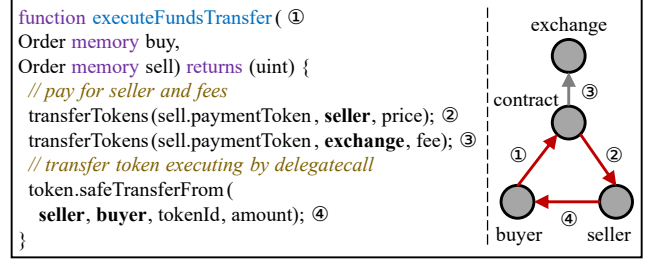 function executeFundsTransfer( ①
Order memory buy,
Order memory sell) returns (uint) {
// pay for seller and fees
transferTokens(sell.paymentToken, seller, price); ②
transferTokens(sell.paymentToken, exchange, fee); ③
// transfer token executing by delegatecall
token.safeTransferFrom(
seller, buyer, tokenId, amount); ④
}
exchange
contract
③
①
②
④
buyer
seller